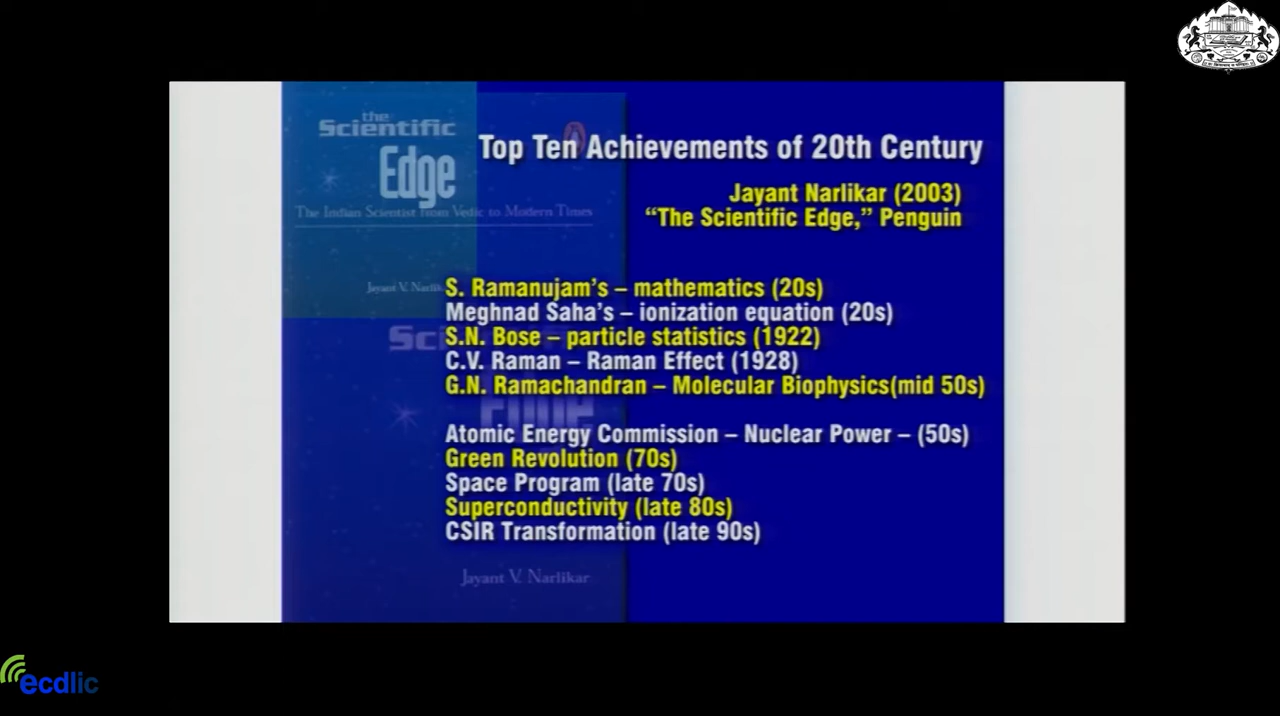 the
Scientific
Edge
The Indian Scientist from Vedic to Modern Times
Jayant V. Narlik
Top Ten Achievements of 20th Century
Jayant Narlikar (2003)
“The Scientific Edge,” Penguin
S. Ramanujam’s – mathematics (20s)
Meghnad Saha’s – ionization equation (20s)
S.N. Bose – particle statistics (1922)
C.V. Raman – Raman Effect (1928)
G.N. Ramachandran – Molecular Biophysics(mid 50s)
Edge
Atomic Energy Commission – Nuclear Power – (50s)
Green Revolution (70s)
Space Program (late 70s)
Superconductivity (late 80s)
CSIR Transformation (late 90s)
Jayant V. Narlikar
ecdlic